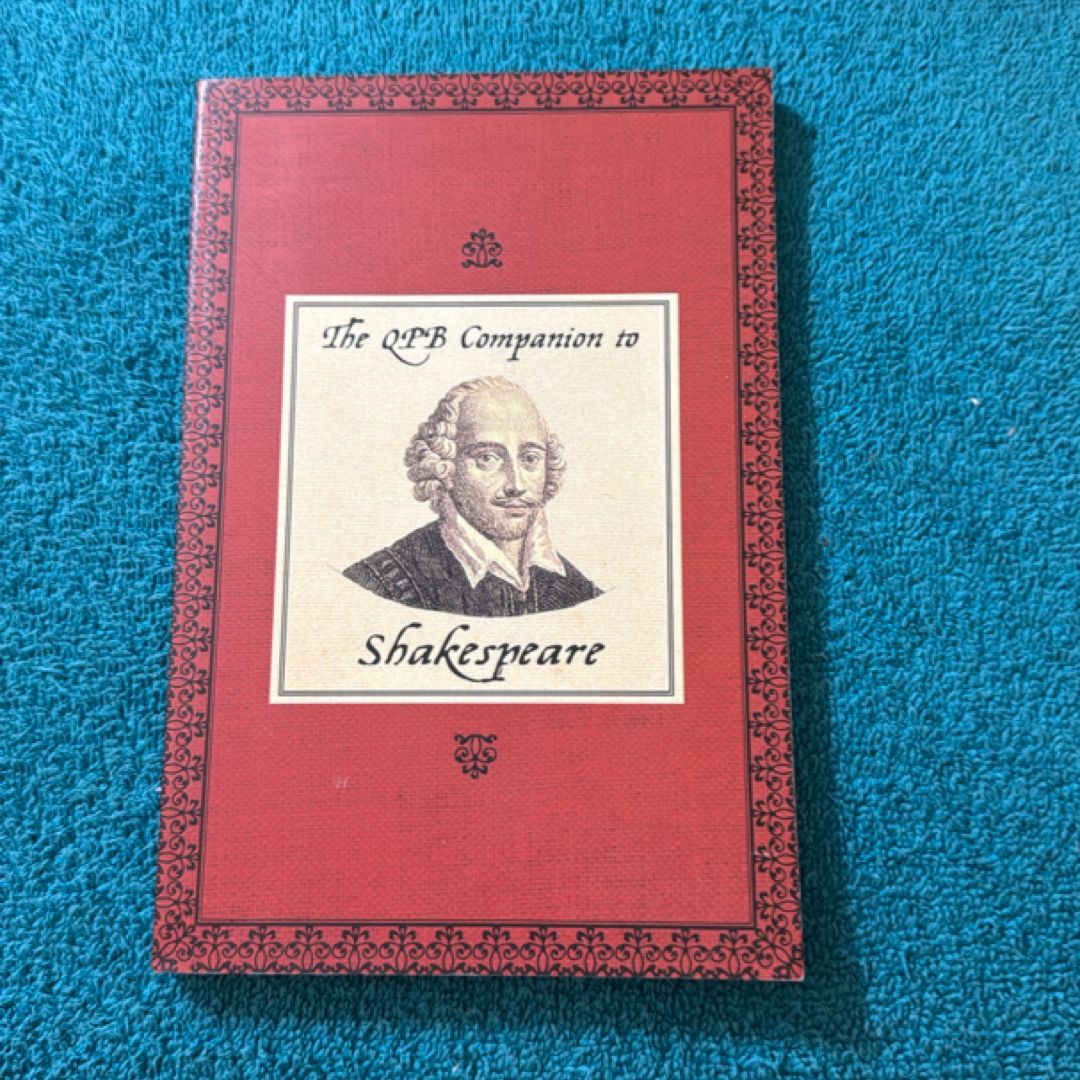 The QPB Companion to
Shakespeare